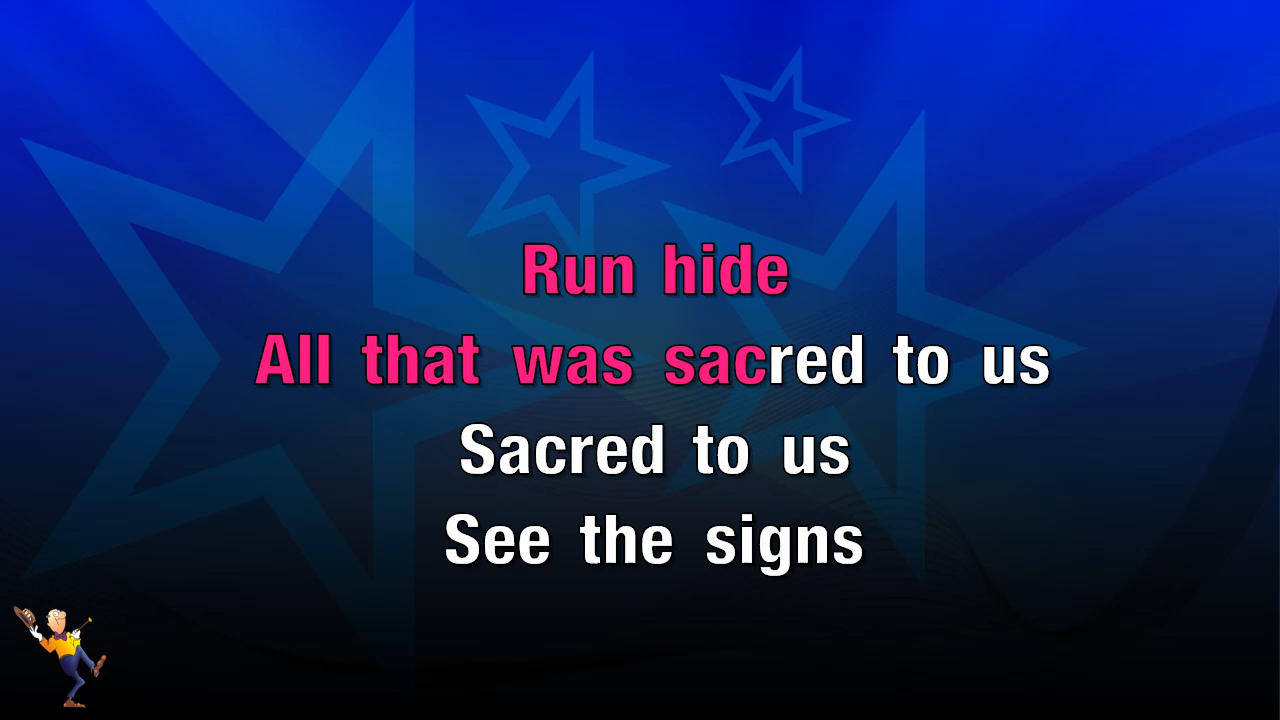 Run hide
All that was sacred to us
Sacred to us
See the signs